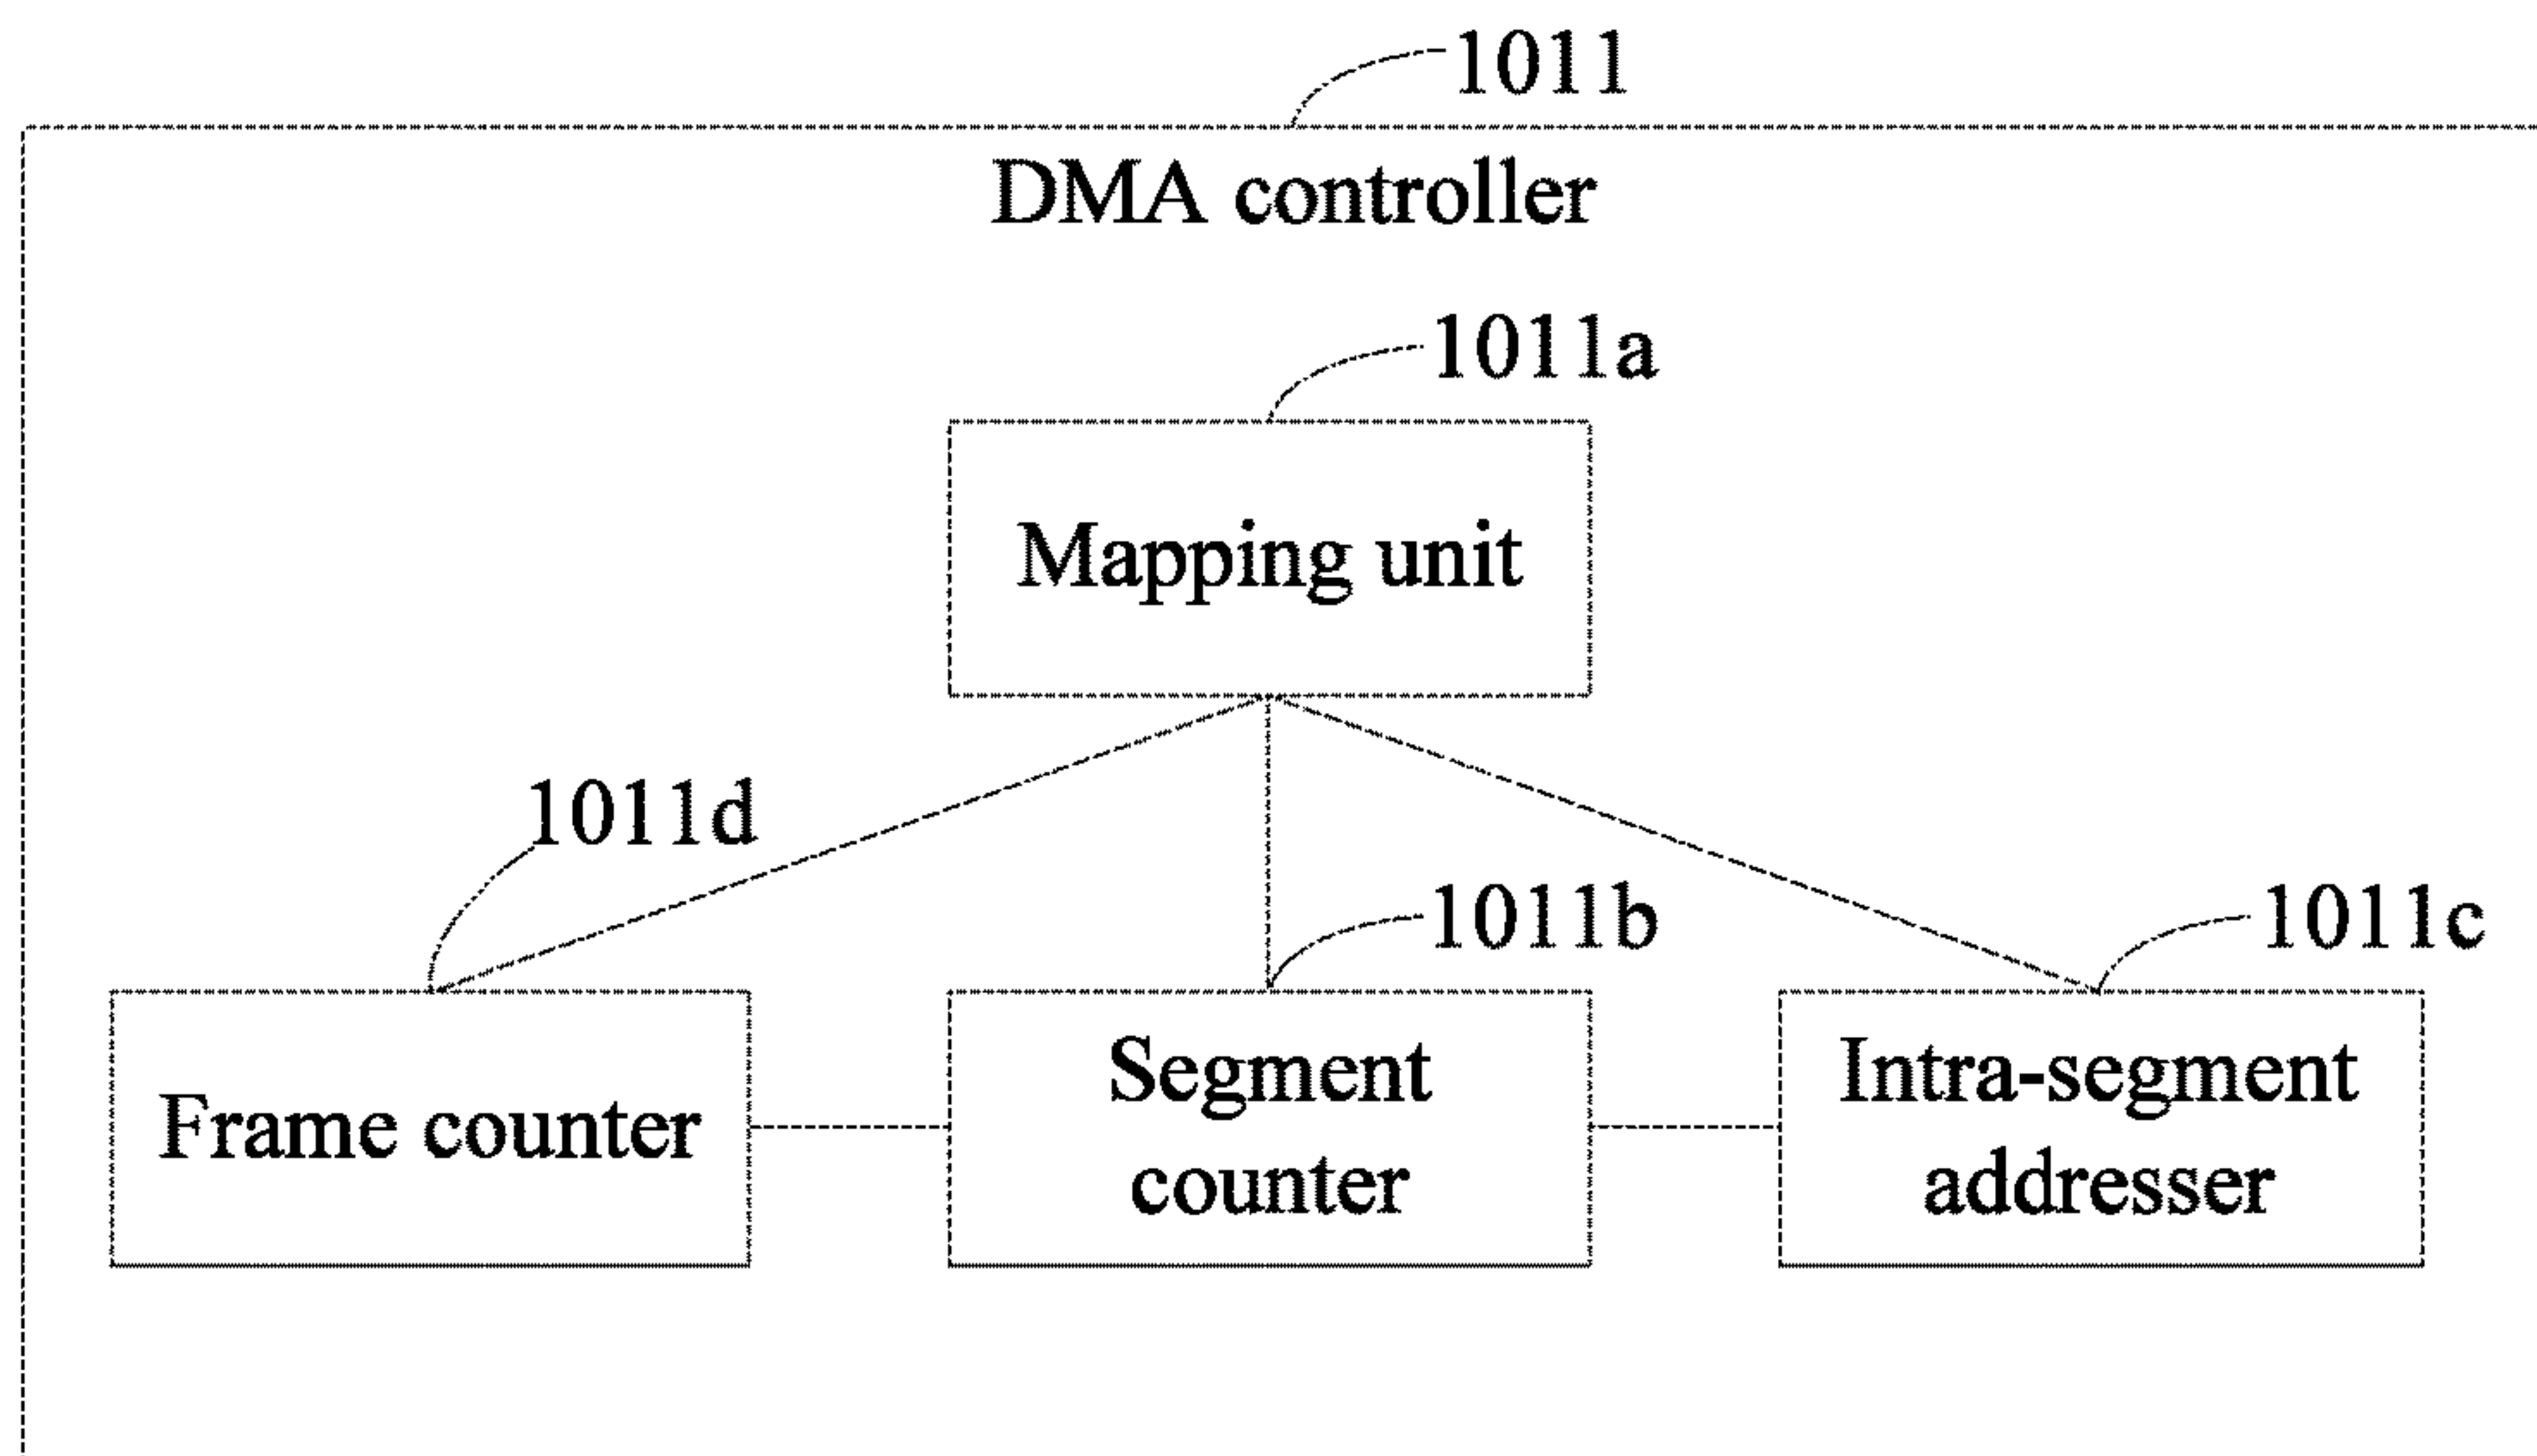 1011
DMA controller
1011a
Mapping unit
1011d
1011b
1011c
Frame counter
Segment
counter
Intra-segment
addresser